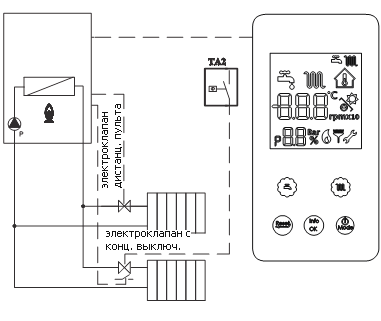 TA2
°C
rpmx10
P
Bar
%
P
электроклапан
дистанц. пульта
электроклапан с
конц. выключ.
Reset
Info
OK
Mode